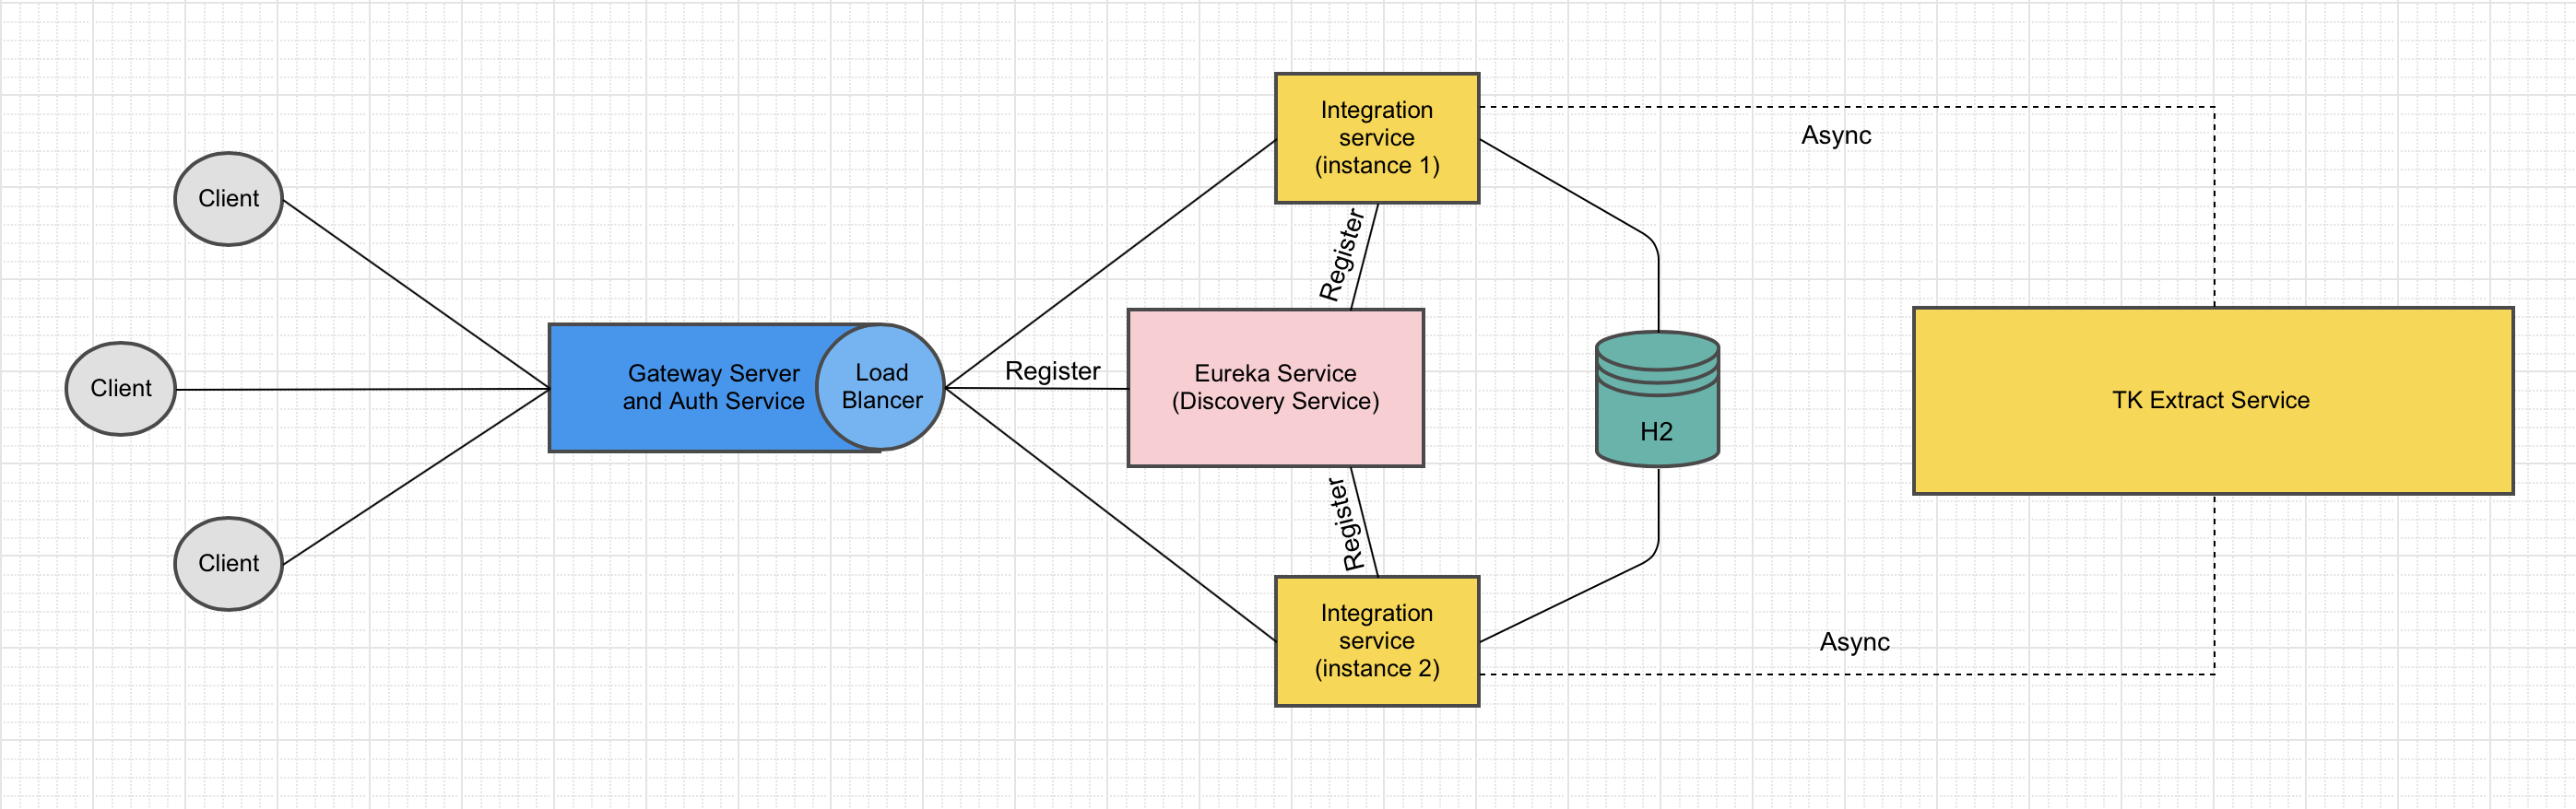 Client
Client
Client
Gateway Server
and Auth Service
Load
Blancer
Register
Integration
service
(instance 1)
Register
Eureka Service
(Discovery Service)
Register
Integration
service
(instance 2)
H2
Async
TK Extract Service
Async